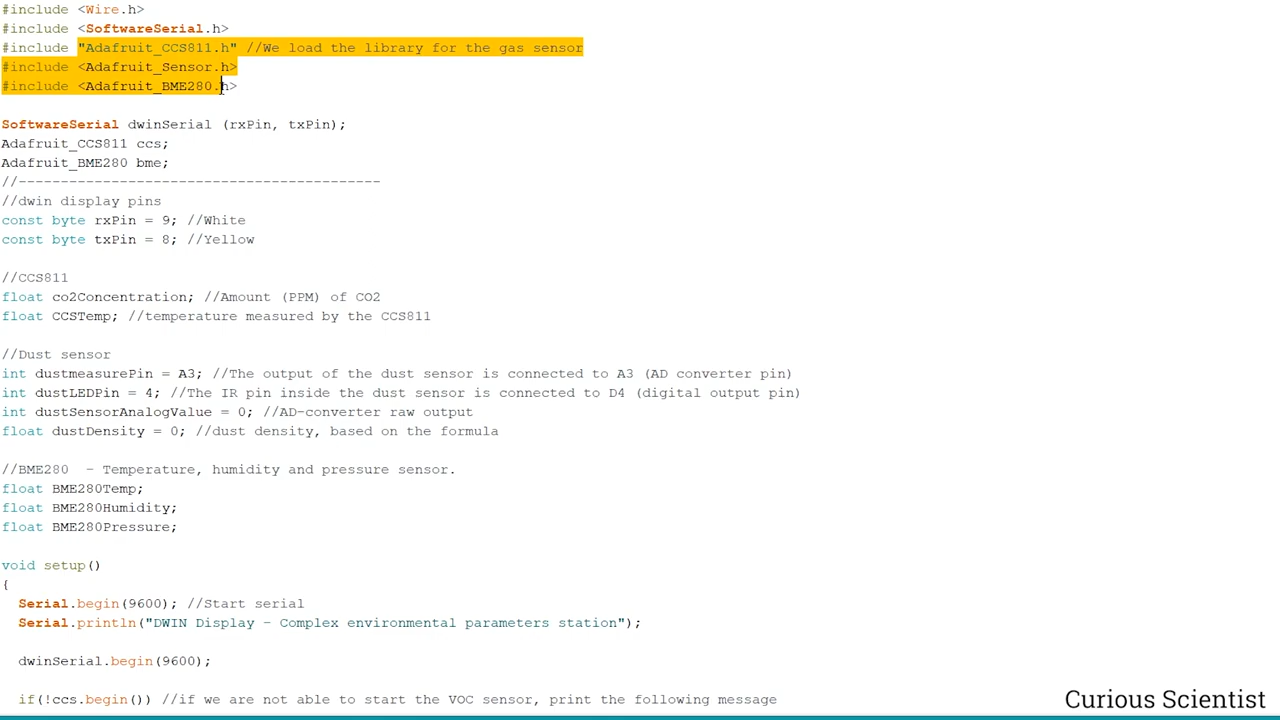 #include <Wire.h>
#include <SoftwareSerial.h>
#include "Adafruit_CCS811.h" //We load the library for the gas sensor
#include <Adafruit_Sensor.h>
#include <Adafruit_BME280.h>
SoftwareSerial dwinSerial (rxPin, txPin);
Adafruit_CCS811 ccs;
Adafruit_BME280 bme;
//-------------------------------------------
//dwin display pins
const byte rxPin = 9; //White
const byte txPin = 8; //Yellow
//CCS811
float co2Concentration; //Amount (PPM) of CO2
float CCSTemp; //temperature measured by the CCS811
//Dust sensor
int dustmeasurePin = A3; //The output of the dust sensor is connected to A3 (AD converter pin)
int dustLEDPin = 4; //The IR pin inside the dust sensor is connected to D4 (digital output pin)
int dustSensorAnalogValue = 0; //AD-converter raw output
float dustDensity = 0; //dust density, based on the formula
//BME280  - Temperature, humidity and pressure sensor.
float BME280Temp;
float BME280Humidity;
float BME280Pressure;
void setup()
{
  Serial.begin(9600); //Start serial
  Serial.println("DWIN Display - Complex environmental parameters station");
  dwinSerial.begin(9600);
  if(!ccs.begin()) //if we are not able to start the VOC sensor, print the following message
Curious Scientist